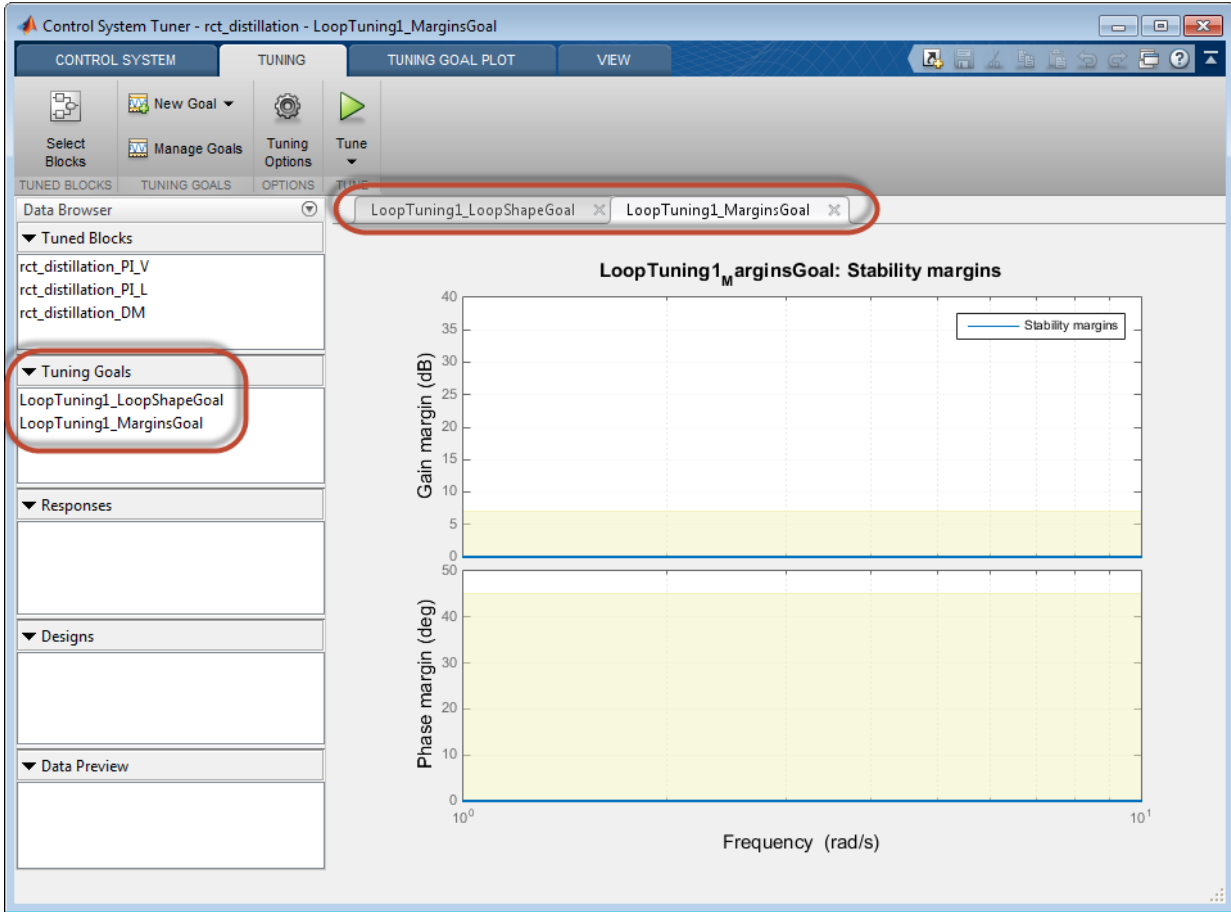 Control System Tuner - rct_distillation - LoopTuning1_MarginsGoal
CONTROL SYSTEM
TUNING
TUNING GOAL PLOT
VIEW
Select Blocks
New Goal
Manage Goals
Tuning Options
Tune
TUNED BLOCKS
TUNING GOALS
OPTIONS
TUNE
Data Browser
LoopTuning1_LoopShapeGoal
LoopTuning1_MarginsGoal
Tuned Blocks
rct_distillation_PI_V
rct_distillation_PI_L
rct_distillation_DM
Tuning Goals
LoopTuning1_LoopShapeGoal
LoopTuning1_MarginsGoal
Responses
Designs
Data Preview
LoopTuning1MarginsGoal: Stability margins
Stability margins
Gain margin (dB)
40
35
30
25
20
15
10
5
0
Phase margin (deg)
50
40
30
20
10
0
10^0
10^1
Frequency (rad/s)